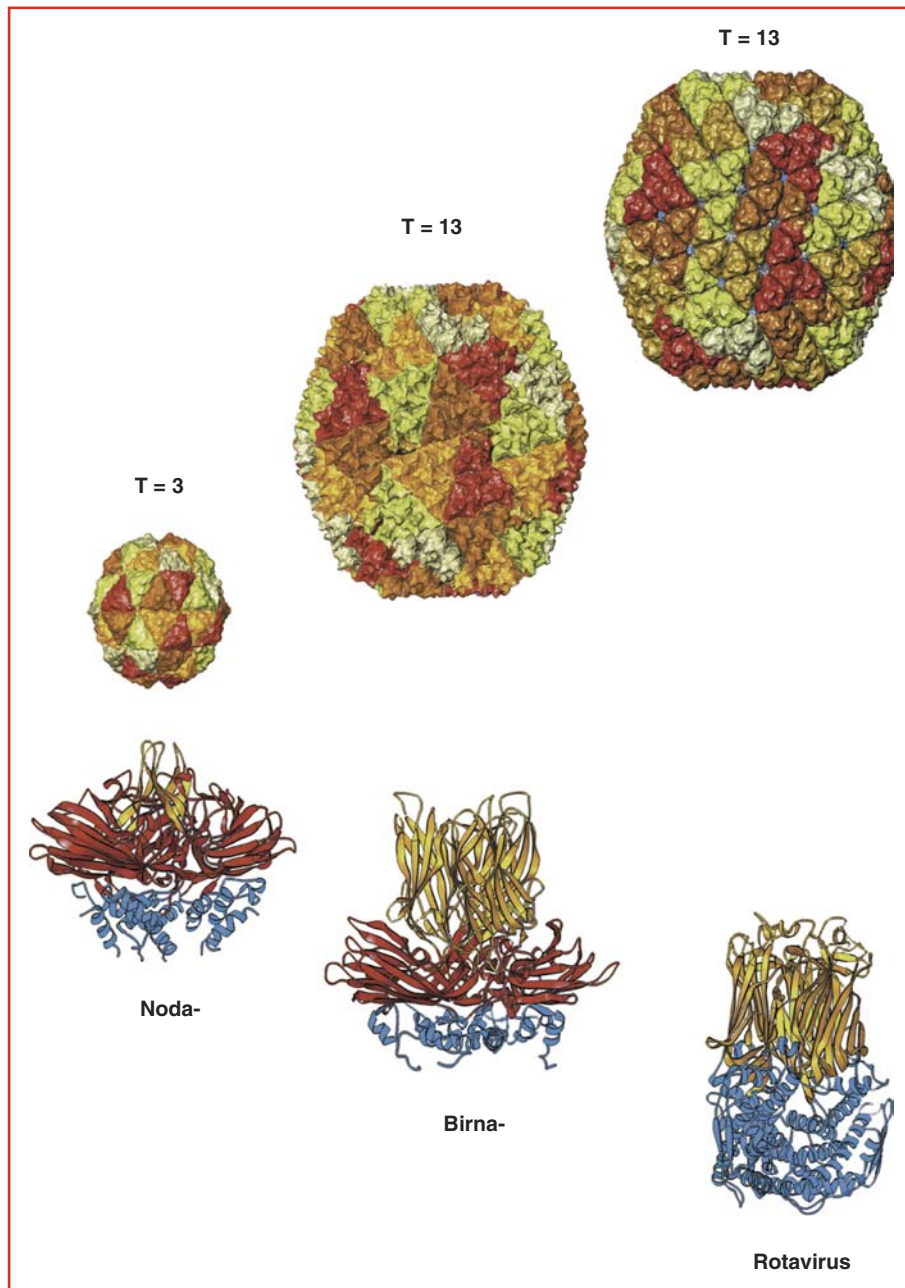 T = 13
T = 13
T = 3
Noda-
Birna-
Rotavirus